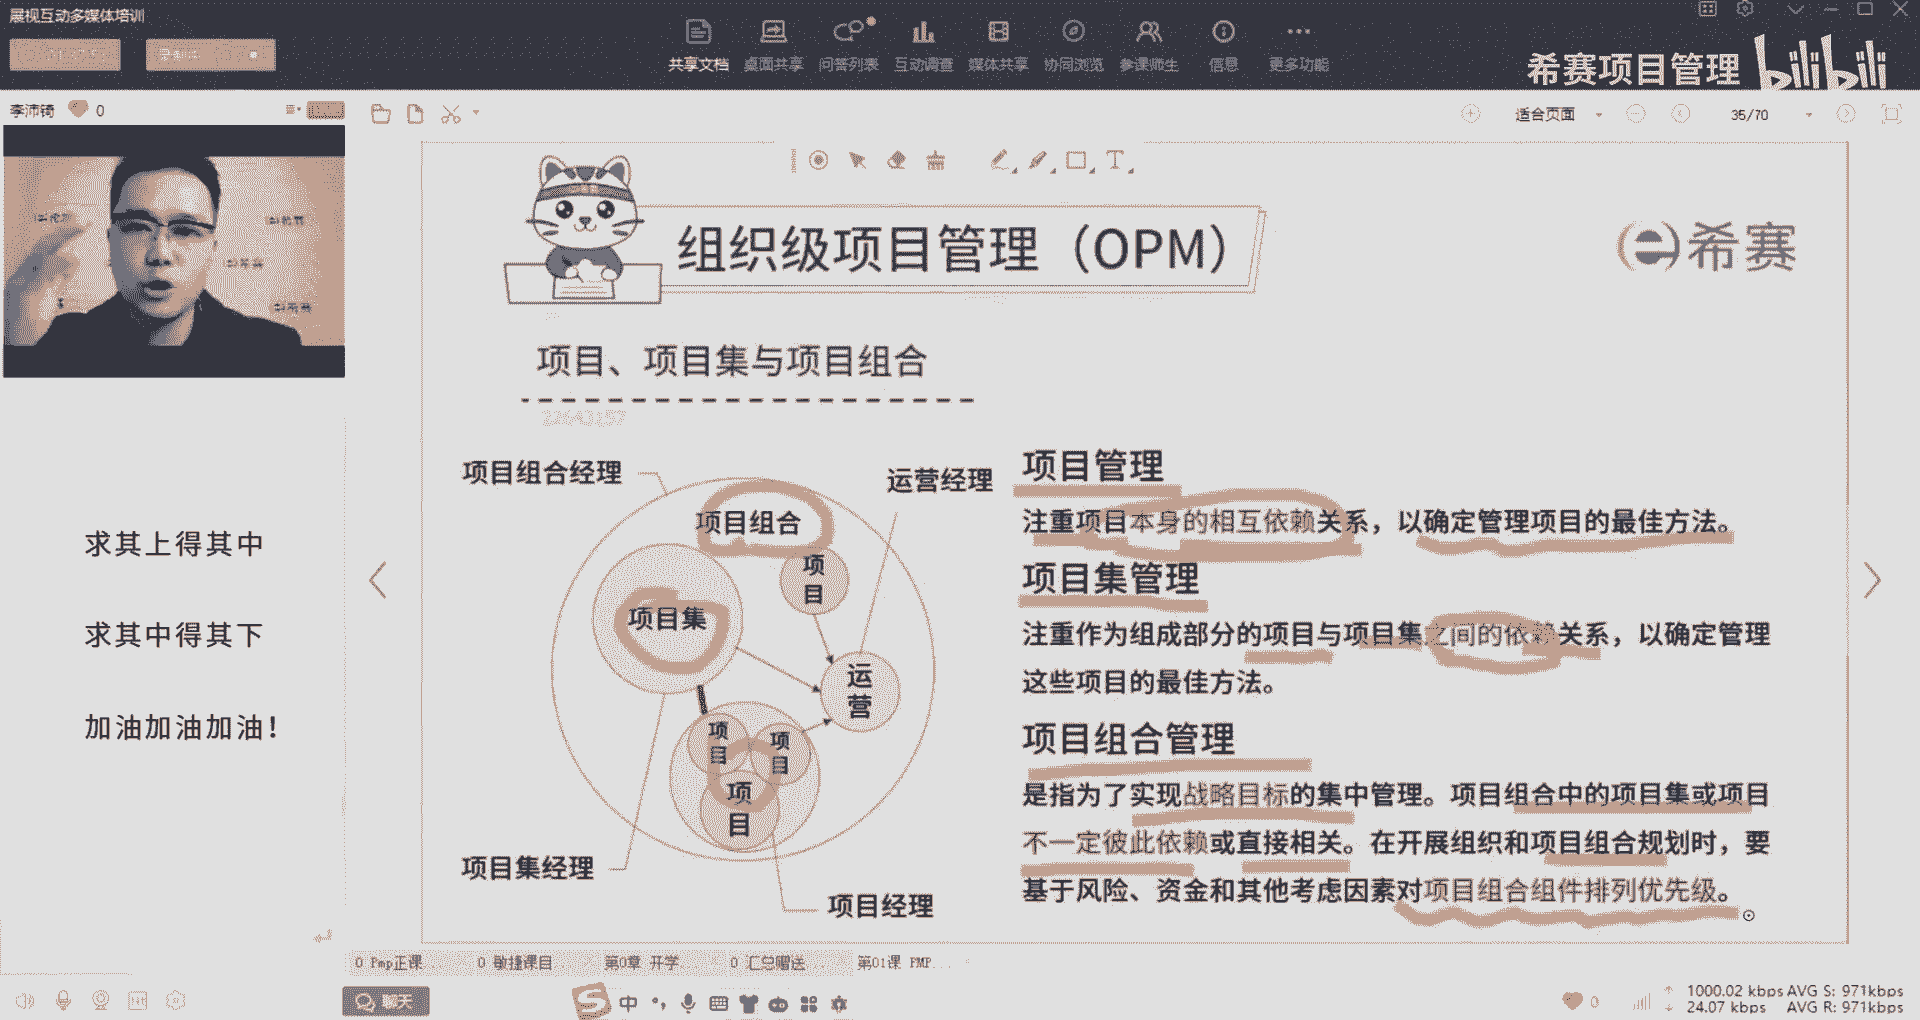 展视互动多媒体培训
共享文档 桌面共享 问答列表 互动调查 媒体共享 协同浏览 参课师生 信息 更多功能
希赛项目管理 bilibili
李沛锜 0
适合页面 35/70
组织级项目管理（OPM）
希赛
项目、项目集与项目组合
22643157
项目组合经理
运营经理
项目组合
项目
项目集
运营
项目
项目
项目
项目集经理
项目经理
项目管理
注重项目本身的相互依赖关系，以确定管理项目的最佳方法。
项目集管理
注重作为组成部分的项目与项目集之间的依赖关系，以确定管理
这些项目的最佳方法。
项目组合管理
是指为了实现战略目标的集中管理。项目组合中的项目集或项目
不一定彼此依赖或直接相关。在开展组织和项目组合规划时，要
基于风险、资金和其他考虑因素对项目组合组件排列优先级。
求其上得其中
求其中得其下
加油加油加油！
0 Pmp正课 0 敏捷课目 第0章 开学 0 汇总赠送 第01课 PMP...
聊天
中
0
1000.02 kbps AVG S: 971kbps
24.07 kbps AVG R: 971kbps